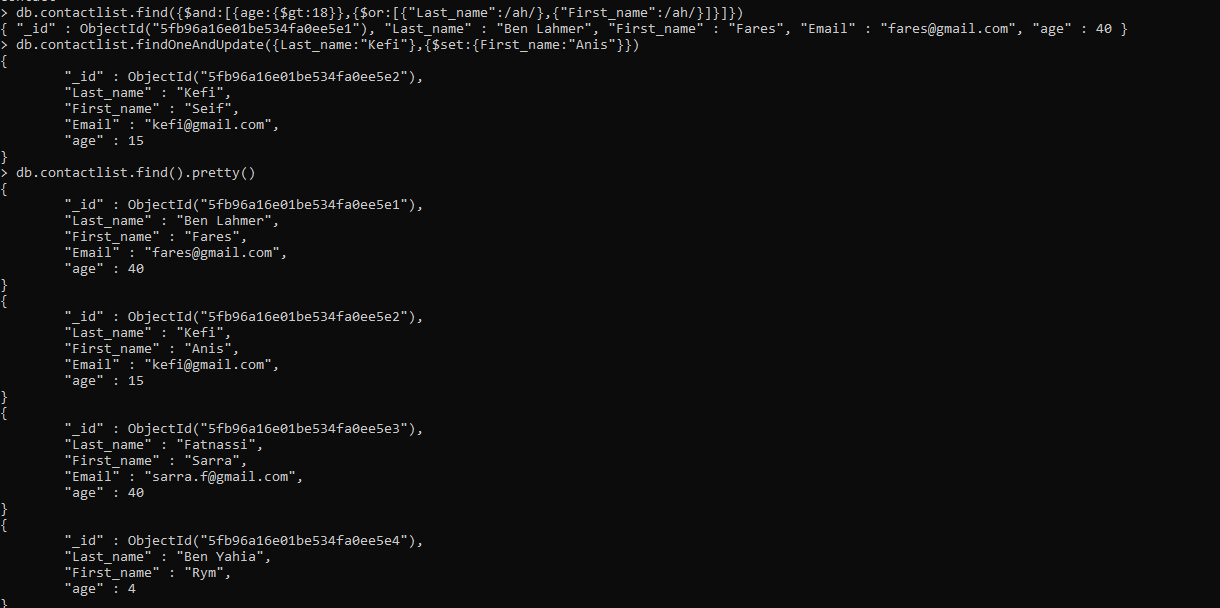 > db.contactlist.find({$and:[{age:{$gt:18}},{$or:[{"Last_name":/ah/},{"First_name":/ah/}]}]})
{ "_id" : ObjectId("5fb96a16e01be534fa0ee5e1"), "Last_name" : "Ben Lahmer", "First_name" : "Fares", "Email" : "fares@gmail.com", "age" : 40 }
> db.contactlist.findOneAndUpdate({Last_name:"Kefi"},{$set:{First_name:"Anis"}})
{
        "_id" : ObjectId("5fb96a16e01be534fa0ee5e2"),
        "Last_name" : "Kefi",
        "First_name" : "Seif",
        "Email" : "kefi@gmail.com",
        "age" : 15
}
> db.contactlist.find().pretty()
{
        "_id" : ObjectId("5fb96a16e01be534fa0ee5e1"),
        "Last_name" : "Ben Lahmer",
        "First_name" : "Fares",
        "Email" : "fares@gmail.com",
        "age" : 40
}
{
        "_id" : ObjectId("5fb96a16e01be534fa0ee5e2"),
        "Last_name" : "Kefi",
        "First_name" : "Anis",
        "Email" : "kefi@gmail.com",
        "age" : 15
}
{
        "_id" : ObjectId("5fb96a16e01be534fa0ee5e3"),
        "Last_name" : "Fatnassi",
        "First_name" : "Sarra",
        "Email" : "sarra.f@gmail.com",
        "age" : 40
}
{
        "_id" : ObjectId("5fb96a16e01be534fa0ee5e4"),
        "Last_name" : "Ben Yahia",
        "First_name" : "Rym",
        "age" : 4
}